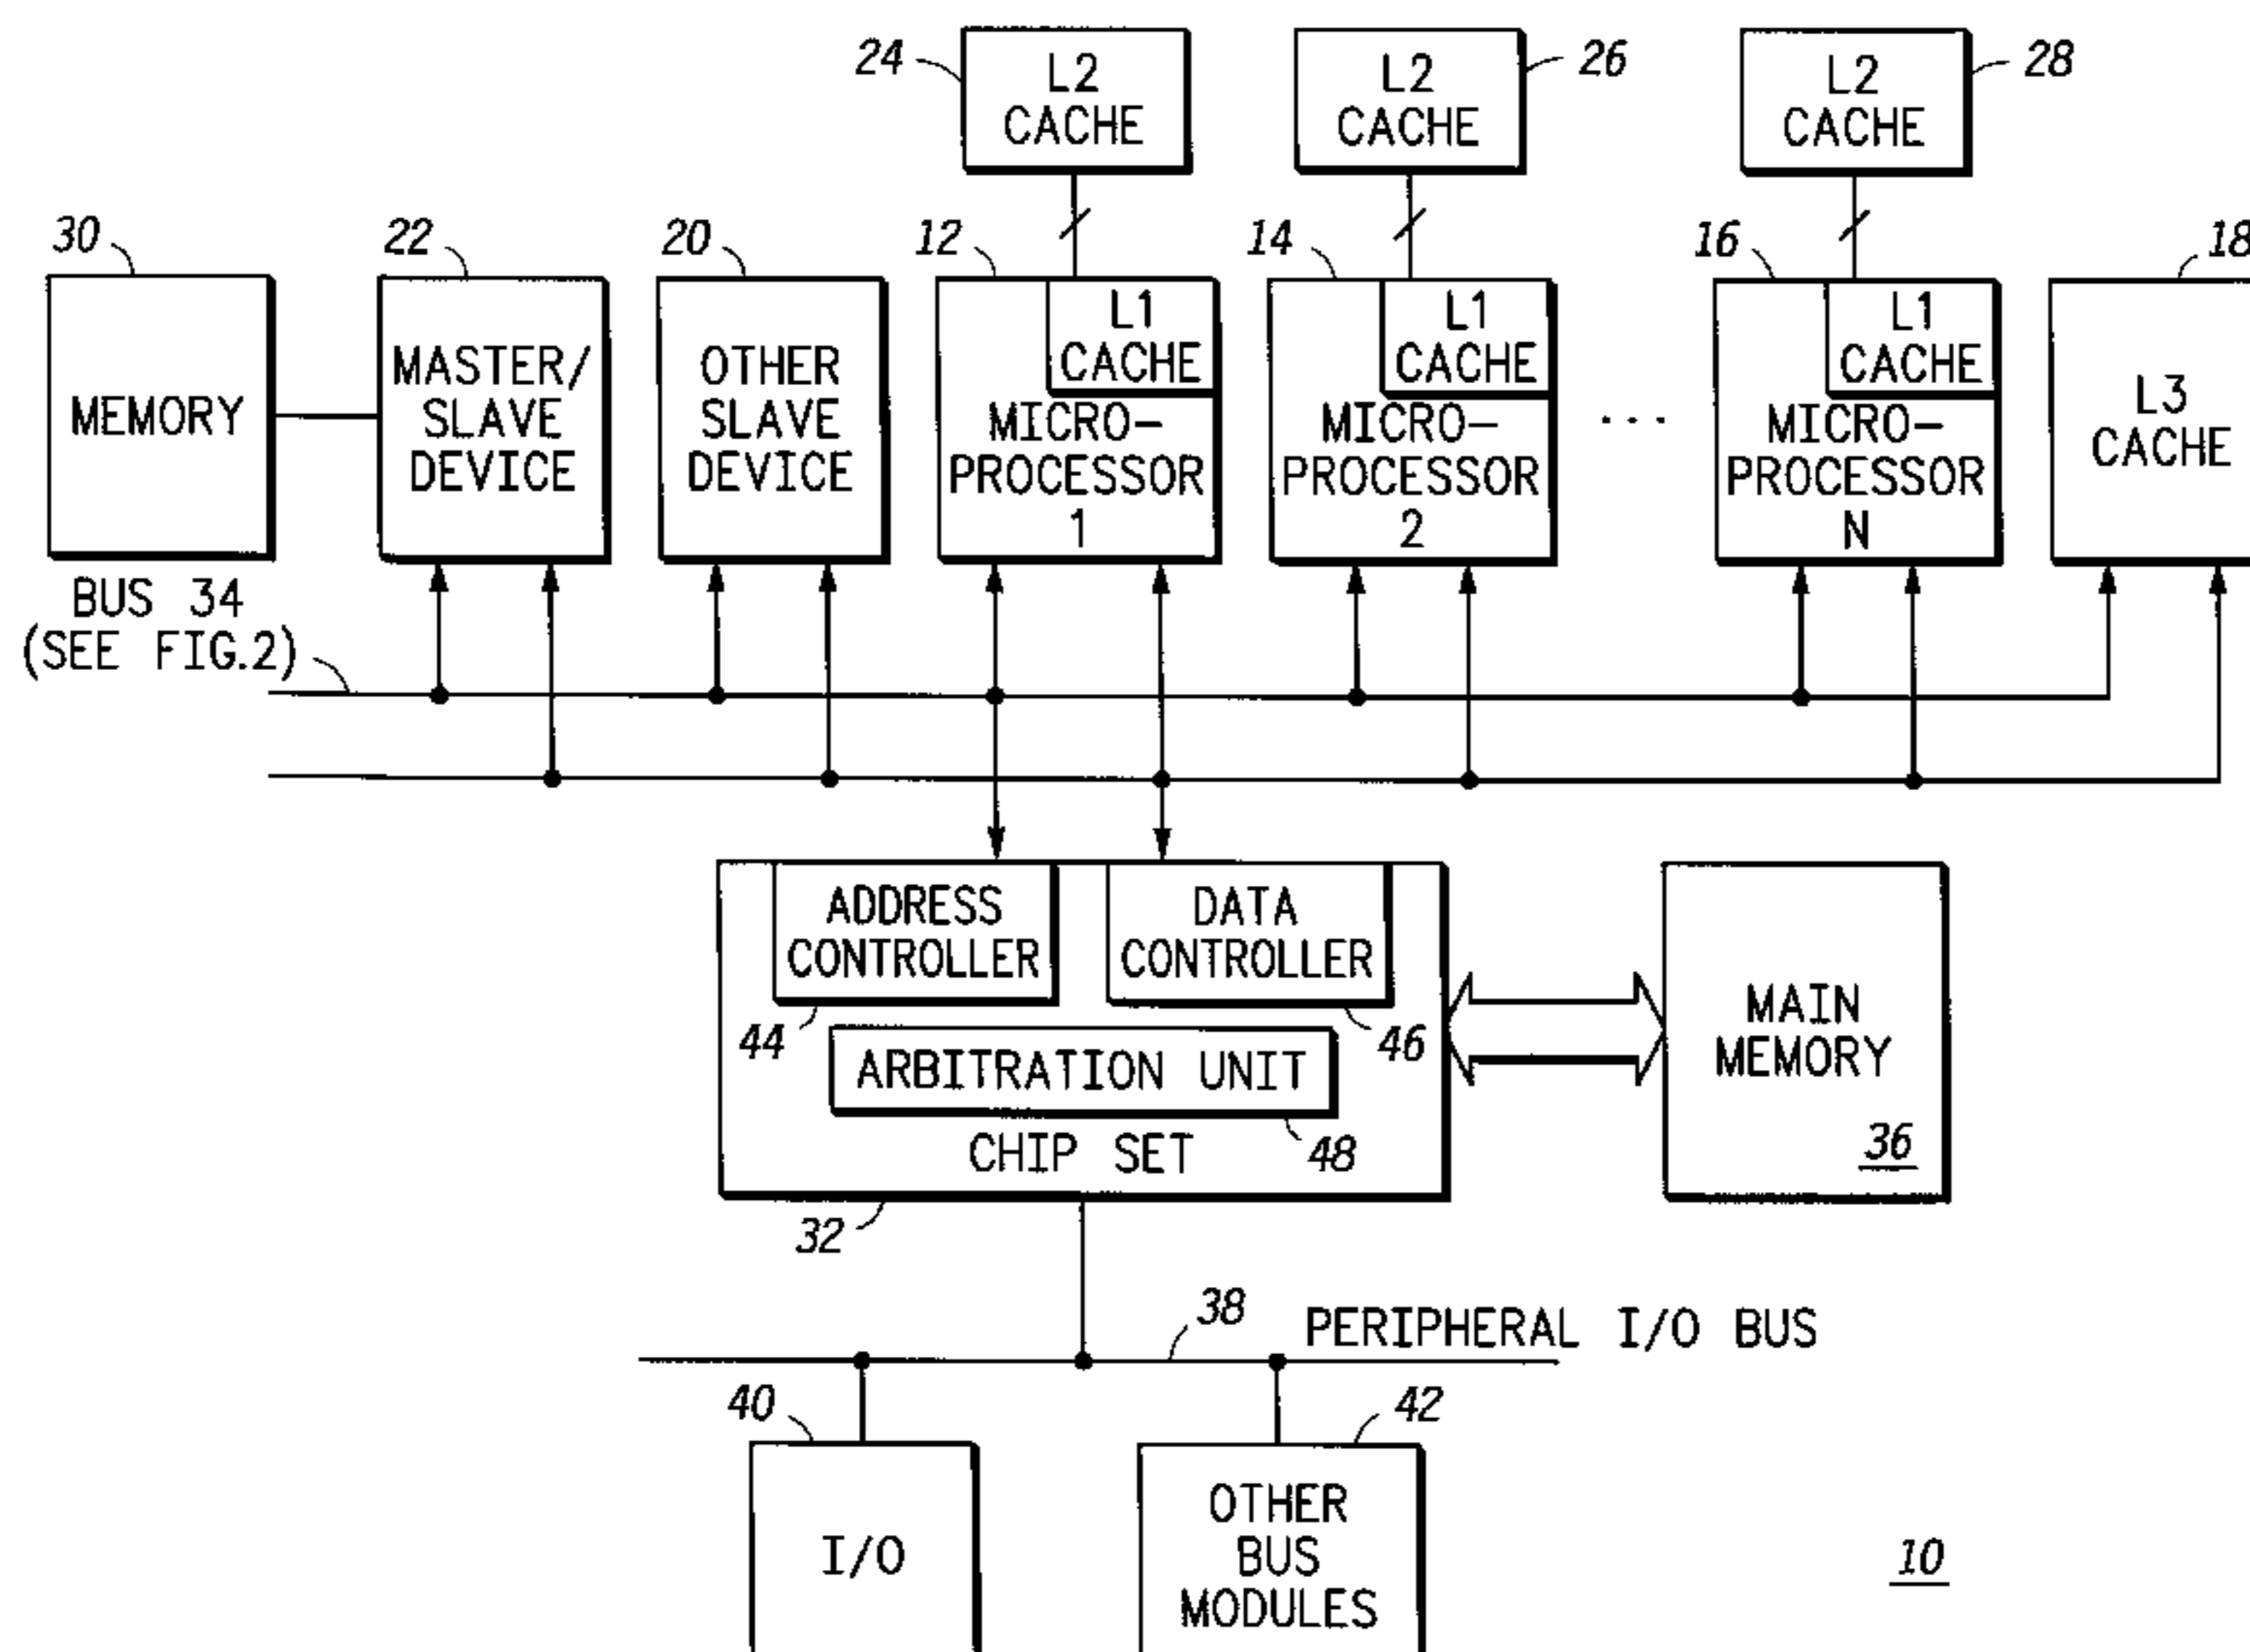 24
L2
CACHE
26
L2
CACHE
28
L2
CACHE
30
MEMORY
22
MASTER/
SLAVE
DEVICE
20
OTHER
SLAVE
DEVICE
12
L1
CACHE
MICRO-
PROCESSOR
1
14
L1
CACHE
MICRO-
PROCESSOR
2
...
16
L1
CACHE
MICRO-
PROCESSOR
N
18
L3
CACHE
BUS 34
(SEE FIG.2)
ADDRESS
CONTROLLER
44
DATA
CONTROLLER
46
ARBITRATION UNIT
48
CHIP SET
32
MAIN
MEMORY
36
38
PERIPHERAL I/O BUS
40
I/O
42
OTHER
BUS
MODULES
10